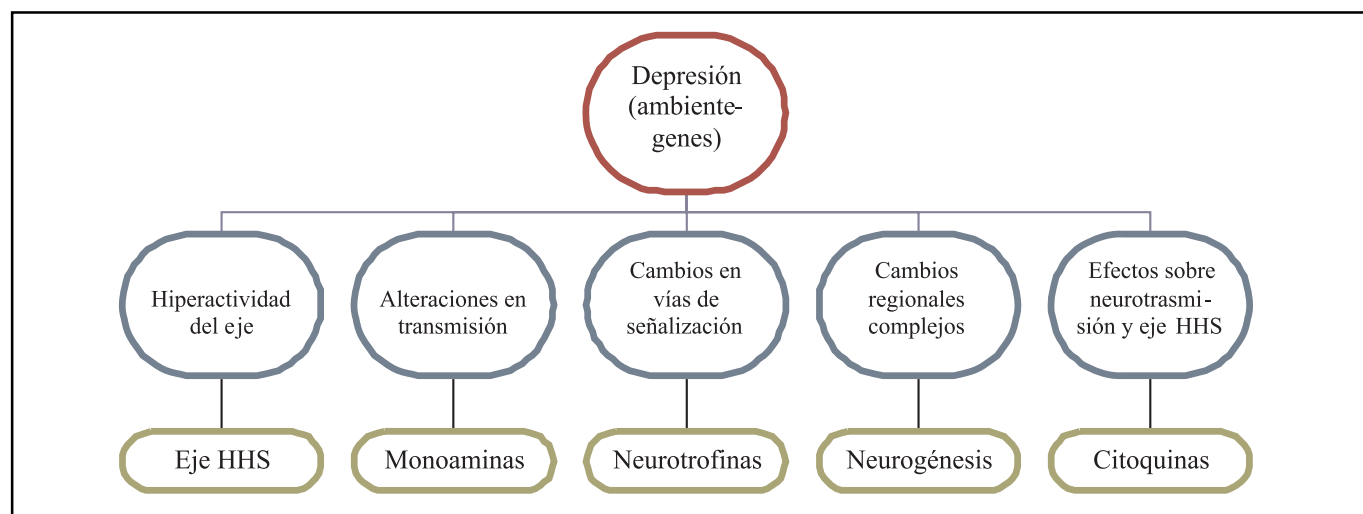 Depresión
(ambiente-
genes)
Hiperactividad
del eje
Alteraciones en
transmisión
Cambios en
vías de
señalización
Cambios
regionales
complejos
Efectos sobre
neurotrasmi-
sión y eje HHS
Eje HHS
Monoaminas
Neurotrofinas
Neurogénesis
Citoquinas